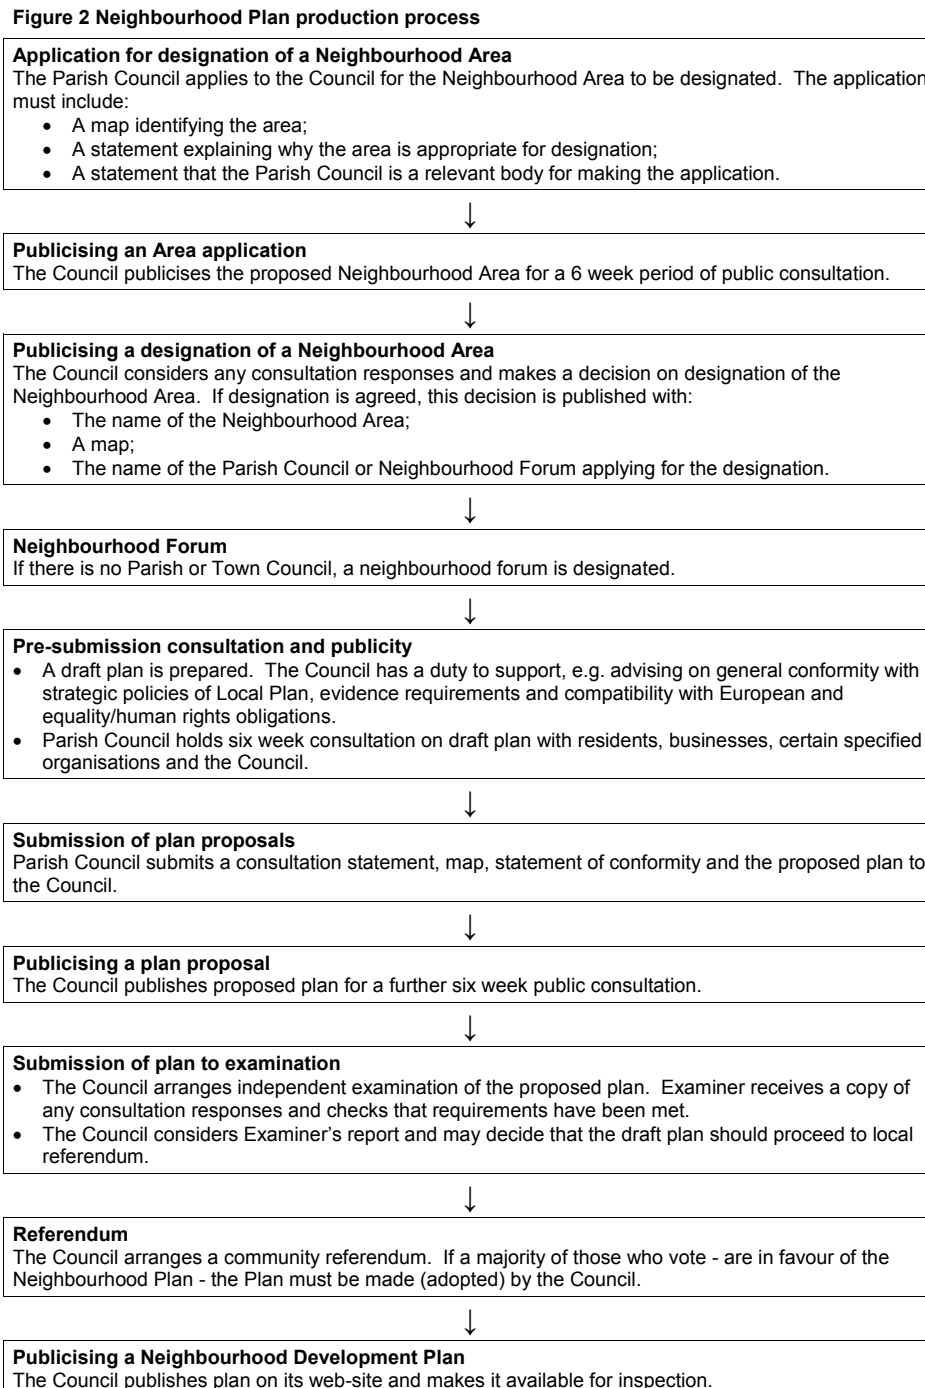 Figure 2 Neighbourhood Plan production process
Application for designation of a Neighbourhood Area
The Parish Council applies to the Council for the Neighbourhood Area to be designated.  The application
must include:
• A map identifying the area;
• A statement explaining why the area is appropriate for designation;
• A statement that the Parish Council is a relevant body for making the application.
↓
Publicising an Area application
The Council publicises the proposed Neighbourhood Area for a 6 week period of public consultation.
↓
Publicising a designation of a Neighbourhood Area
The Council considers any consultation responses and makes a decision on designation of the
Neighbourhood Area.  If designation is agreed, this decision is published with:
• The name of the Neighbourhood Area;
• A map;
• The name of the Parish Council or Neighbourhood Forum applying for the designation.
↓
Neighbourhood Forum
If there is no Parish or Town Council, a neighbourhood forum is designated.
↓
Pre-submission consultation and publicity
• A draft plan is prepared.  The Council has a duty to support, e.g. advising on general conformity with
strategic policies of Local Plan, evidence requirements and compatibility with European and
equality/human rights obligations.
• Parish Council holds six week consultation on draft plan with residents, businesses, certain specified
organisations and the Council.
↓
Submission of plan proposals
Parish Council submits a consultation statement, map, statement of conformity and the proposed plan to
the Council.
↓
Publicising a plan proposal
The Council publishes proposed plan for a further six week public consultation.
↓
Submission of plan to examination
• The Council arranges independent examination of the proposed plan.  Examiner receives a copy of
any consultation responses and checks that requirements have been met.
• The Council considers Examiner's report and may decide that the draft plan should proceed to local
referendum.
↓
Referendum
The Council arranges a community referendum.  If a majority of those who vote - are in favour of the
Neighbourhood Plan - the Plan must be made (adopted) by the Council.
↓
Publicising a Neighbourhood Development Plan
The Council publishes plan on its web-site and makes it available for inspection.